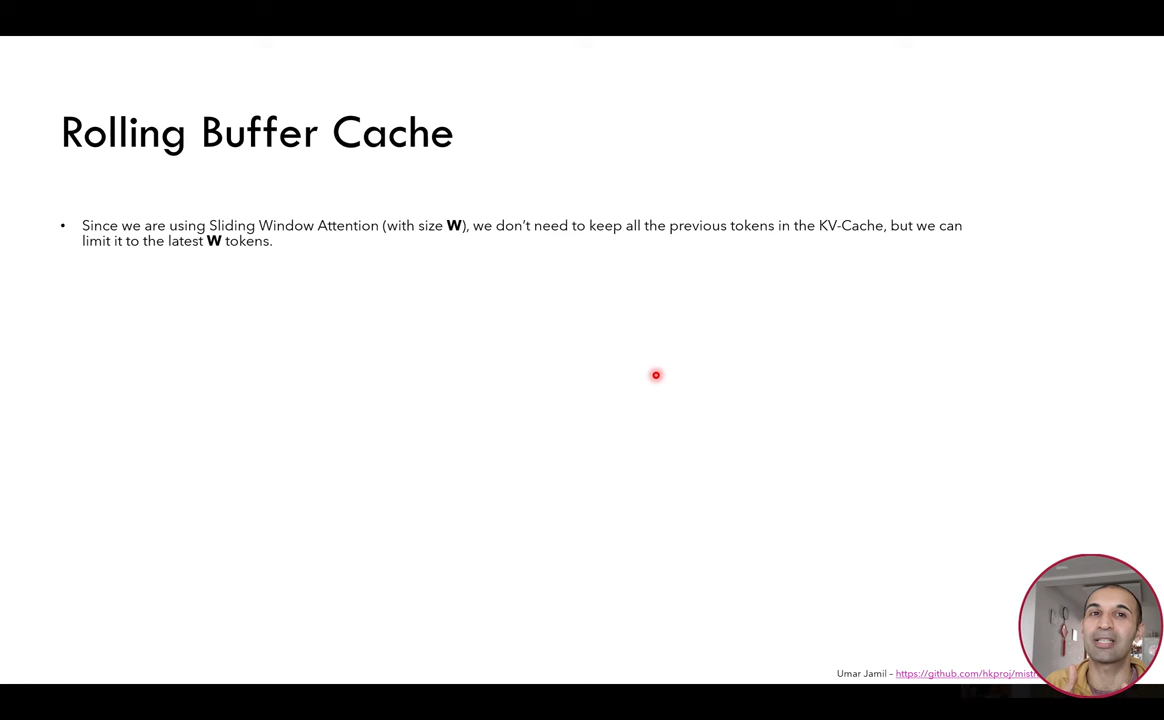 Rolling Buffer Cache
• Since we are using Sliding Window Attention (with size W), we don’t need to keep all the previous tokens in the KV-Cache, but we can
limit it to the latest W tokens.
Umar Jamil – https://github.com/hkproj/mistr